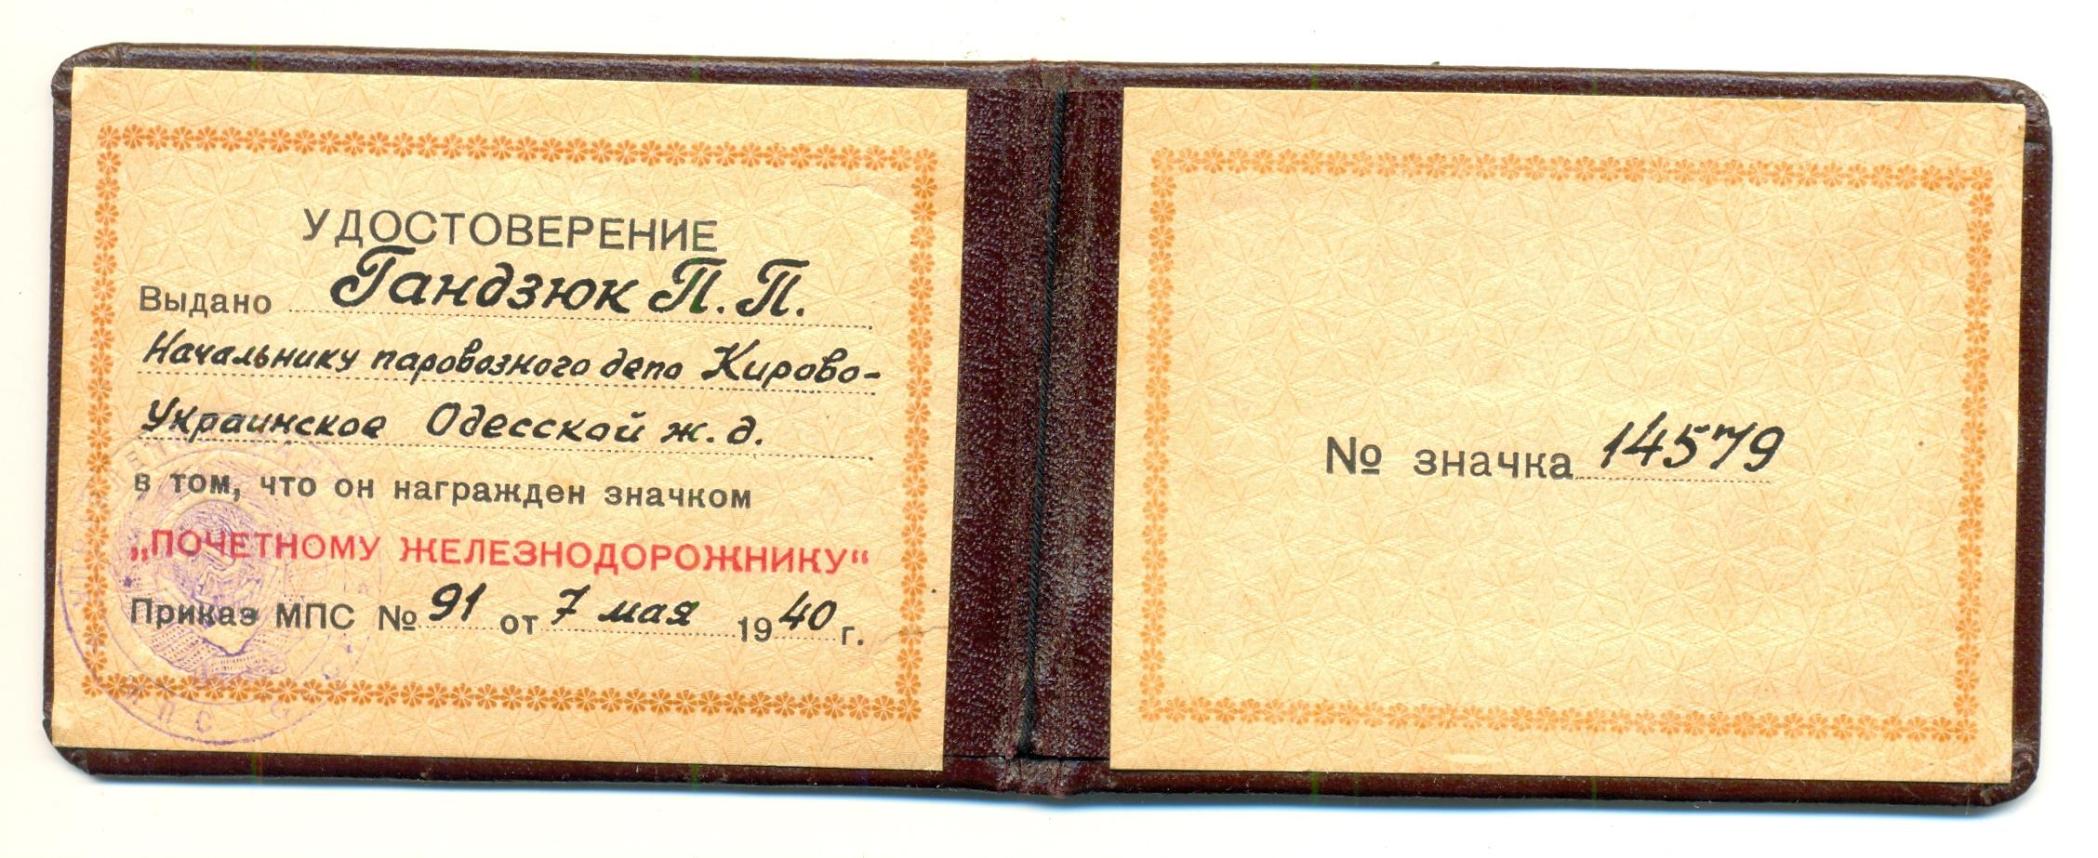 УДОСТОВЕРЕНИЕ
Выдано Гандзюк П.П.
Начальнику паровозного депо Кирово-
Украинское Одесской ж.д.
в том, что он награжден значком
„ПОЧЕТНОМУ ЖЕЛЕЗНОДОРОЖНИКУ“
Приказ МПС № 91 от 7 мая 1940 г.
МПС
№ значка 14579